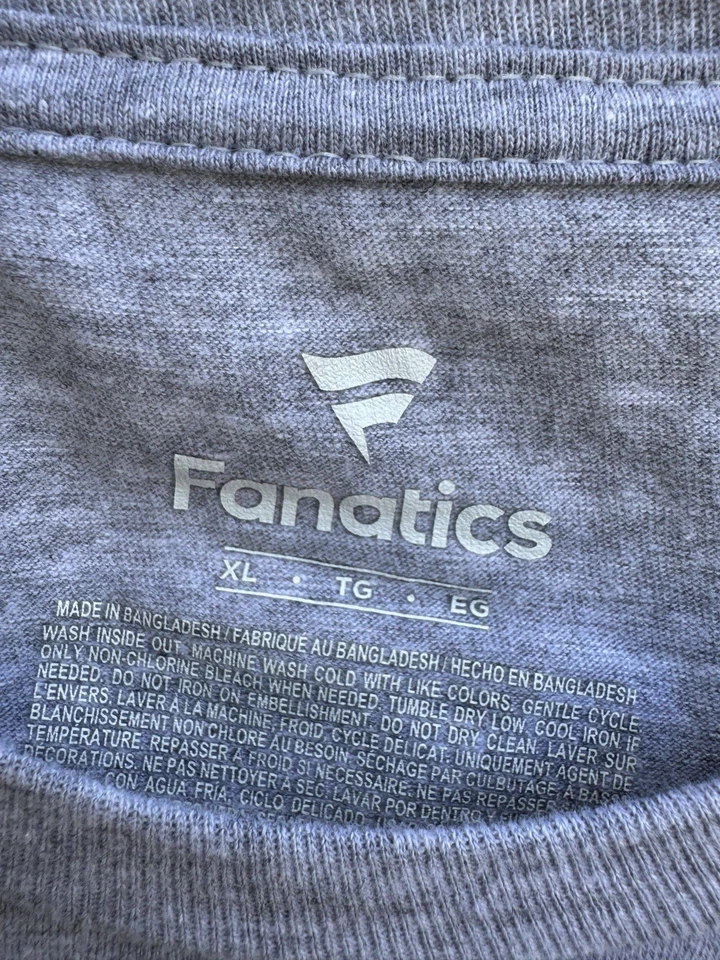 Fanatics
XL • TG • EG
MADE IN BANGLADESH / FABRIQUÉ AU BANGLADESH / HECHO EN BANGLADESH
WASH INSIDE OUT. MACHINE WASH COLD WITH LIKE COLORS. GENTLE CYCLE.
ONLY NON-CHLORINE BLEACH WHEN NEEDED. TUMBLE DRY LOW. COOL IRON IF
NEEDED. DO NOT IRON ON EMBELLISHMENT. DO NOT DRY CLEAN. LAVER SUR
L'ENVERS. LAVER À LA MACHINE FROID. CYCLE DÉLICAT. UNIQUEMENT AGENT DE
BLANCHISSEMENT NON CHLORÉ AU BESOIN. SÉCHAGE PAR CULBUTAGE À BASSE
TEMPÉRATURE. REPASSER À FROID SI NÉCESSAIRE. NE PAS REPASSER
DÉCORATIONS. NE PAS NETTOYER À SEC. LAVAR POR DENTRO Y
CON AGUA FRÍA. CICLO DELICADO.